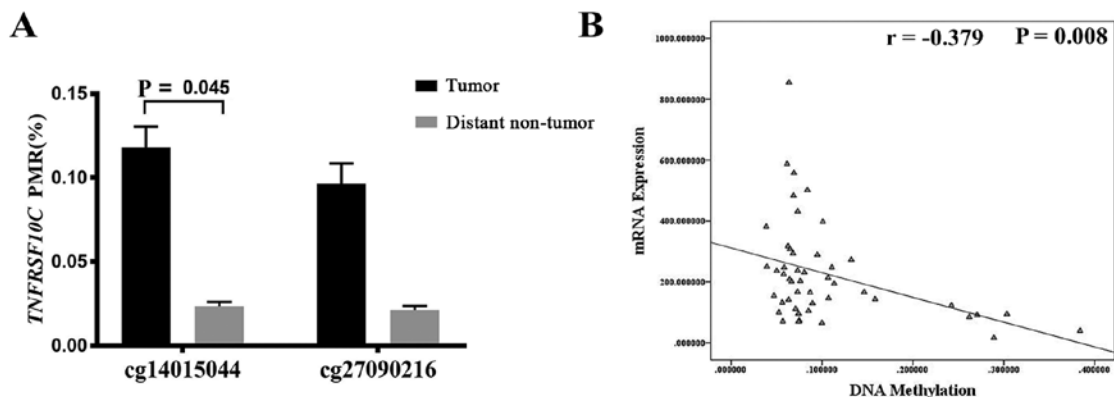 A
TNFRSF10C PMR(%)
0.15
0.10
0.05
0.00
P = 0.045
Tumor
Distant non-tumor
cg14015044
cg27090216
B
r = -0.379 P = 0.008
mRNA Expression
1000.000000
800.000000
600.000000
400.000000
200.000000
.000000
.000000 .100000 .200000 .300000 .400000
DNA Methylation